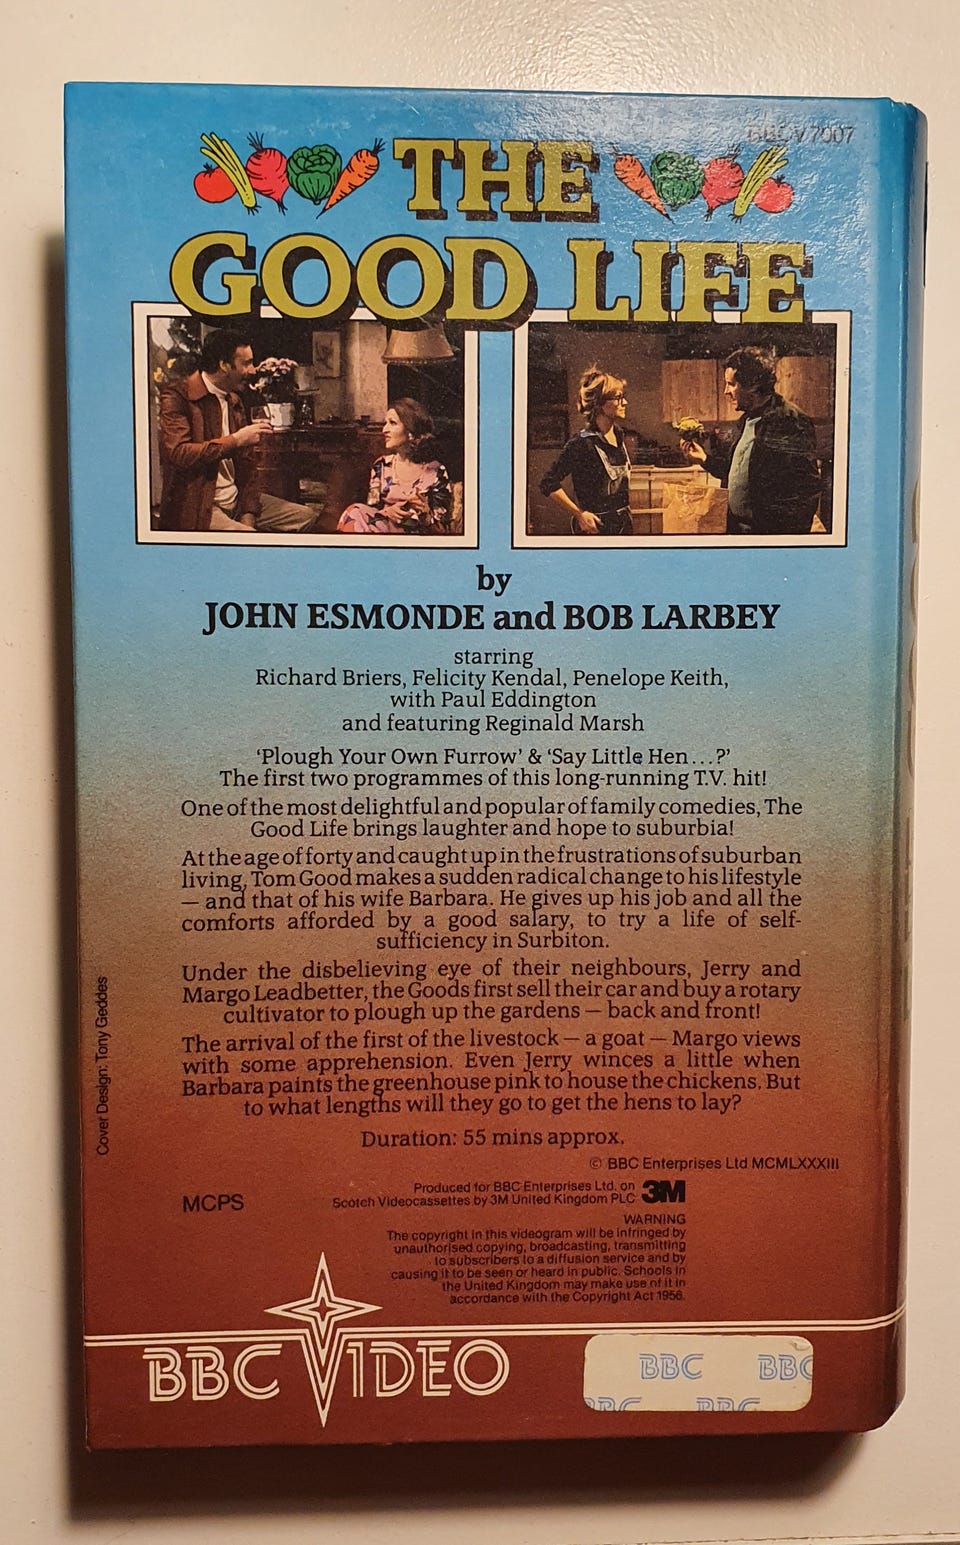 BBCV 7007
THE
GOOD LIFE
by
JOHN ESMONDE and BOB LARBEY
starring
Richard Briers, Felicity Kendal, Penelope Keith,
with Paul Eddington
and featuring Reginald Marsh
‘Plough Your Own Furrow’ & ‘Say Little Hen...?’
The first two programmes of this long-running T.V. hit!
One of the most delightful and popular of family comedies, The
Good Life brings laughter and hope to suburbia!
At the age of forty and caught up in the frustrations of suburban
living, Tom Good makes a sudden radical change to his lifestyle
— and that of his wife Barbara. He gives up his job and all the
comforts afforded by a good salary, to try a life of self-
sufficiency in Surbiton.
Under the disbelieving eye of their neighbours, Jerry and
Margo Leadbetter, the Goods first sell their car and buy a rotary
cultivator to plough up the gardens — back and front!
The arrival of the first of the livestock — a goat — Margo views
with some apprehension. Even Jerry winces a little when
Barbara paints the greenhouse pink to house the chickens. But
to what lengths will they go to get the hens to lay?
Duration: 55 mins approx.
© BBC Enterprises Ltd MCMLXXXIII
Cover Design: Tony Geddes
MCPS
Produced for BBC Enterprises Ltd. on
Scotch Videocassettes by 3M United Kingdom PLC
3M
WARNING
The copyright in this videogram will be infringed by
unauthorised copying, broadcasting, transmitting
to subscribers to a diffusion service and by
causing it to be seen or heard in public. Schools in
the United Kingdom may make use of it in
accordance with the Copyright Act 1956.
BBC VIDEO
BBC BBC
BBC BBC